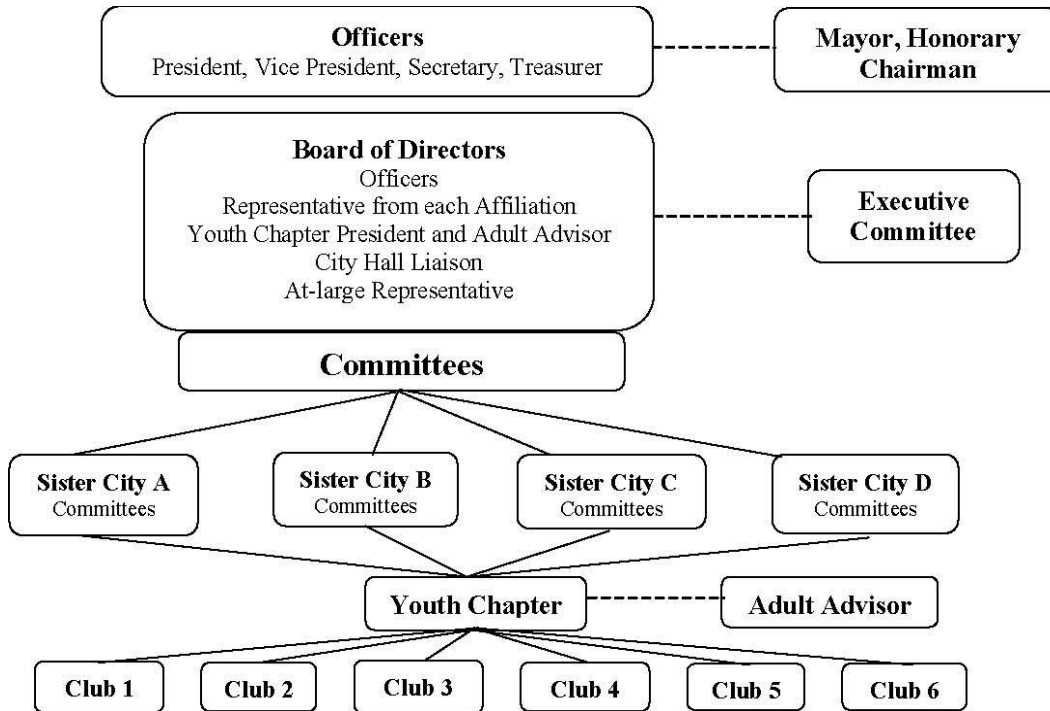 Officers
President, Vice President, Secretary, Treasurer
Mayor, Honorary
Chairman
Board of Directors
Officers
Representative from each Affiliation
Youth Chapter President and Adult Advisor
City Hall Liaison
At-large Representative
Executive
Committee
Committees
Sister City A
Committees
Sister City B
Committees
Sister City C
Committees
Sister City D
Committees
Youth Chapter
Adult Advisor
Club 1
Club 2
Club 3
Club 4
Club 5
Club 6